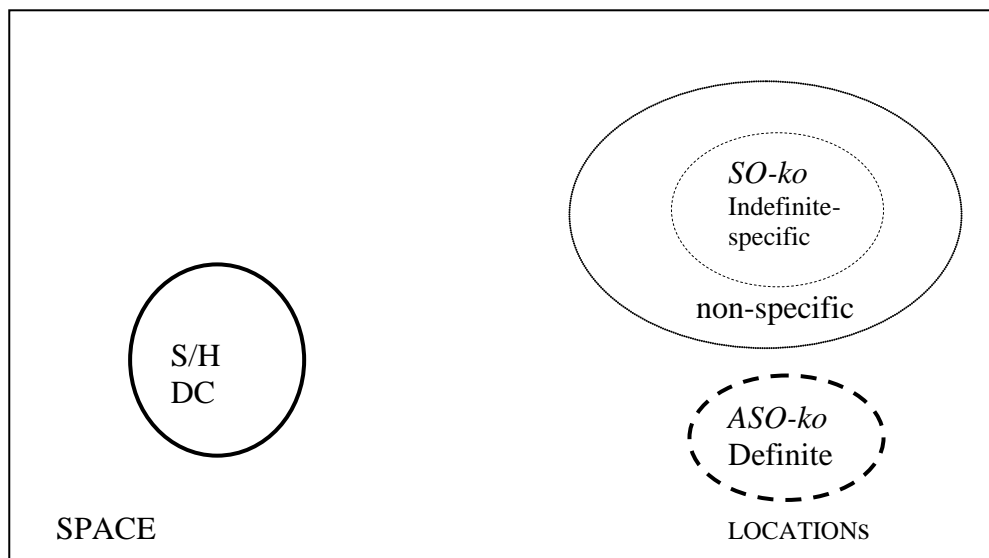 SO-ko
Indefinite-
specific
non-specific
S/H
DC
ASO-ko
Definite
SPACE
LOCATIONS